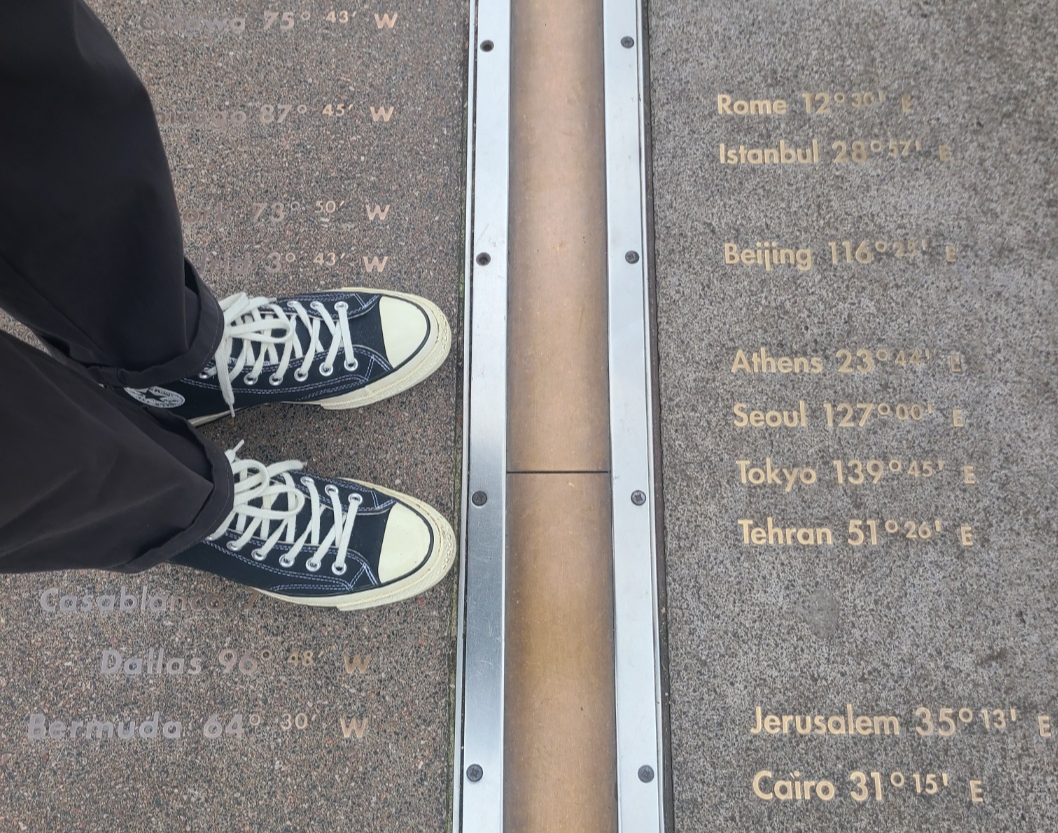 75° 43' W
87° 45' W
73° 50' W
3° 43' W
Casablanca
Dallas 96° 48' W
Bermuda 64° 30' W
Rome 12° 30' E
Istanbul 28° 57' E
Beijing 116° 25' E
Athens 23° 44' E
Seoul 127° 00' E
Tokyo 139° 45' E
Tehran 51° 26' E
Jerusalem 35° 13' E
Cairo 31° 15' E